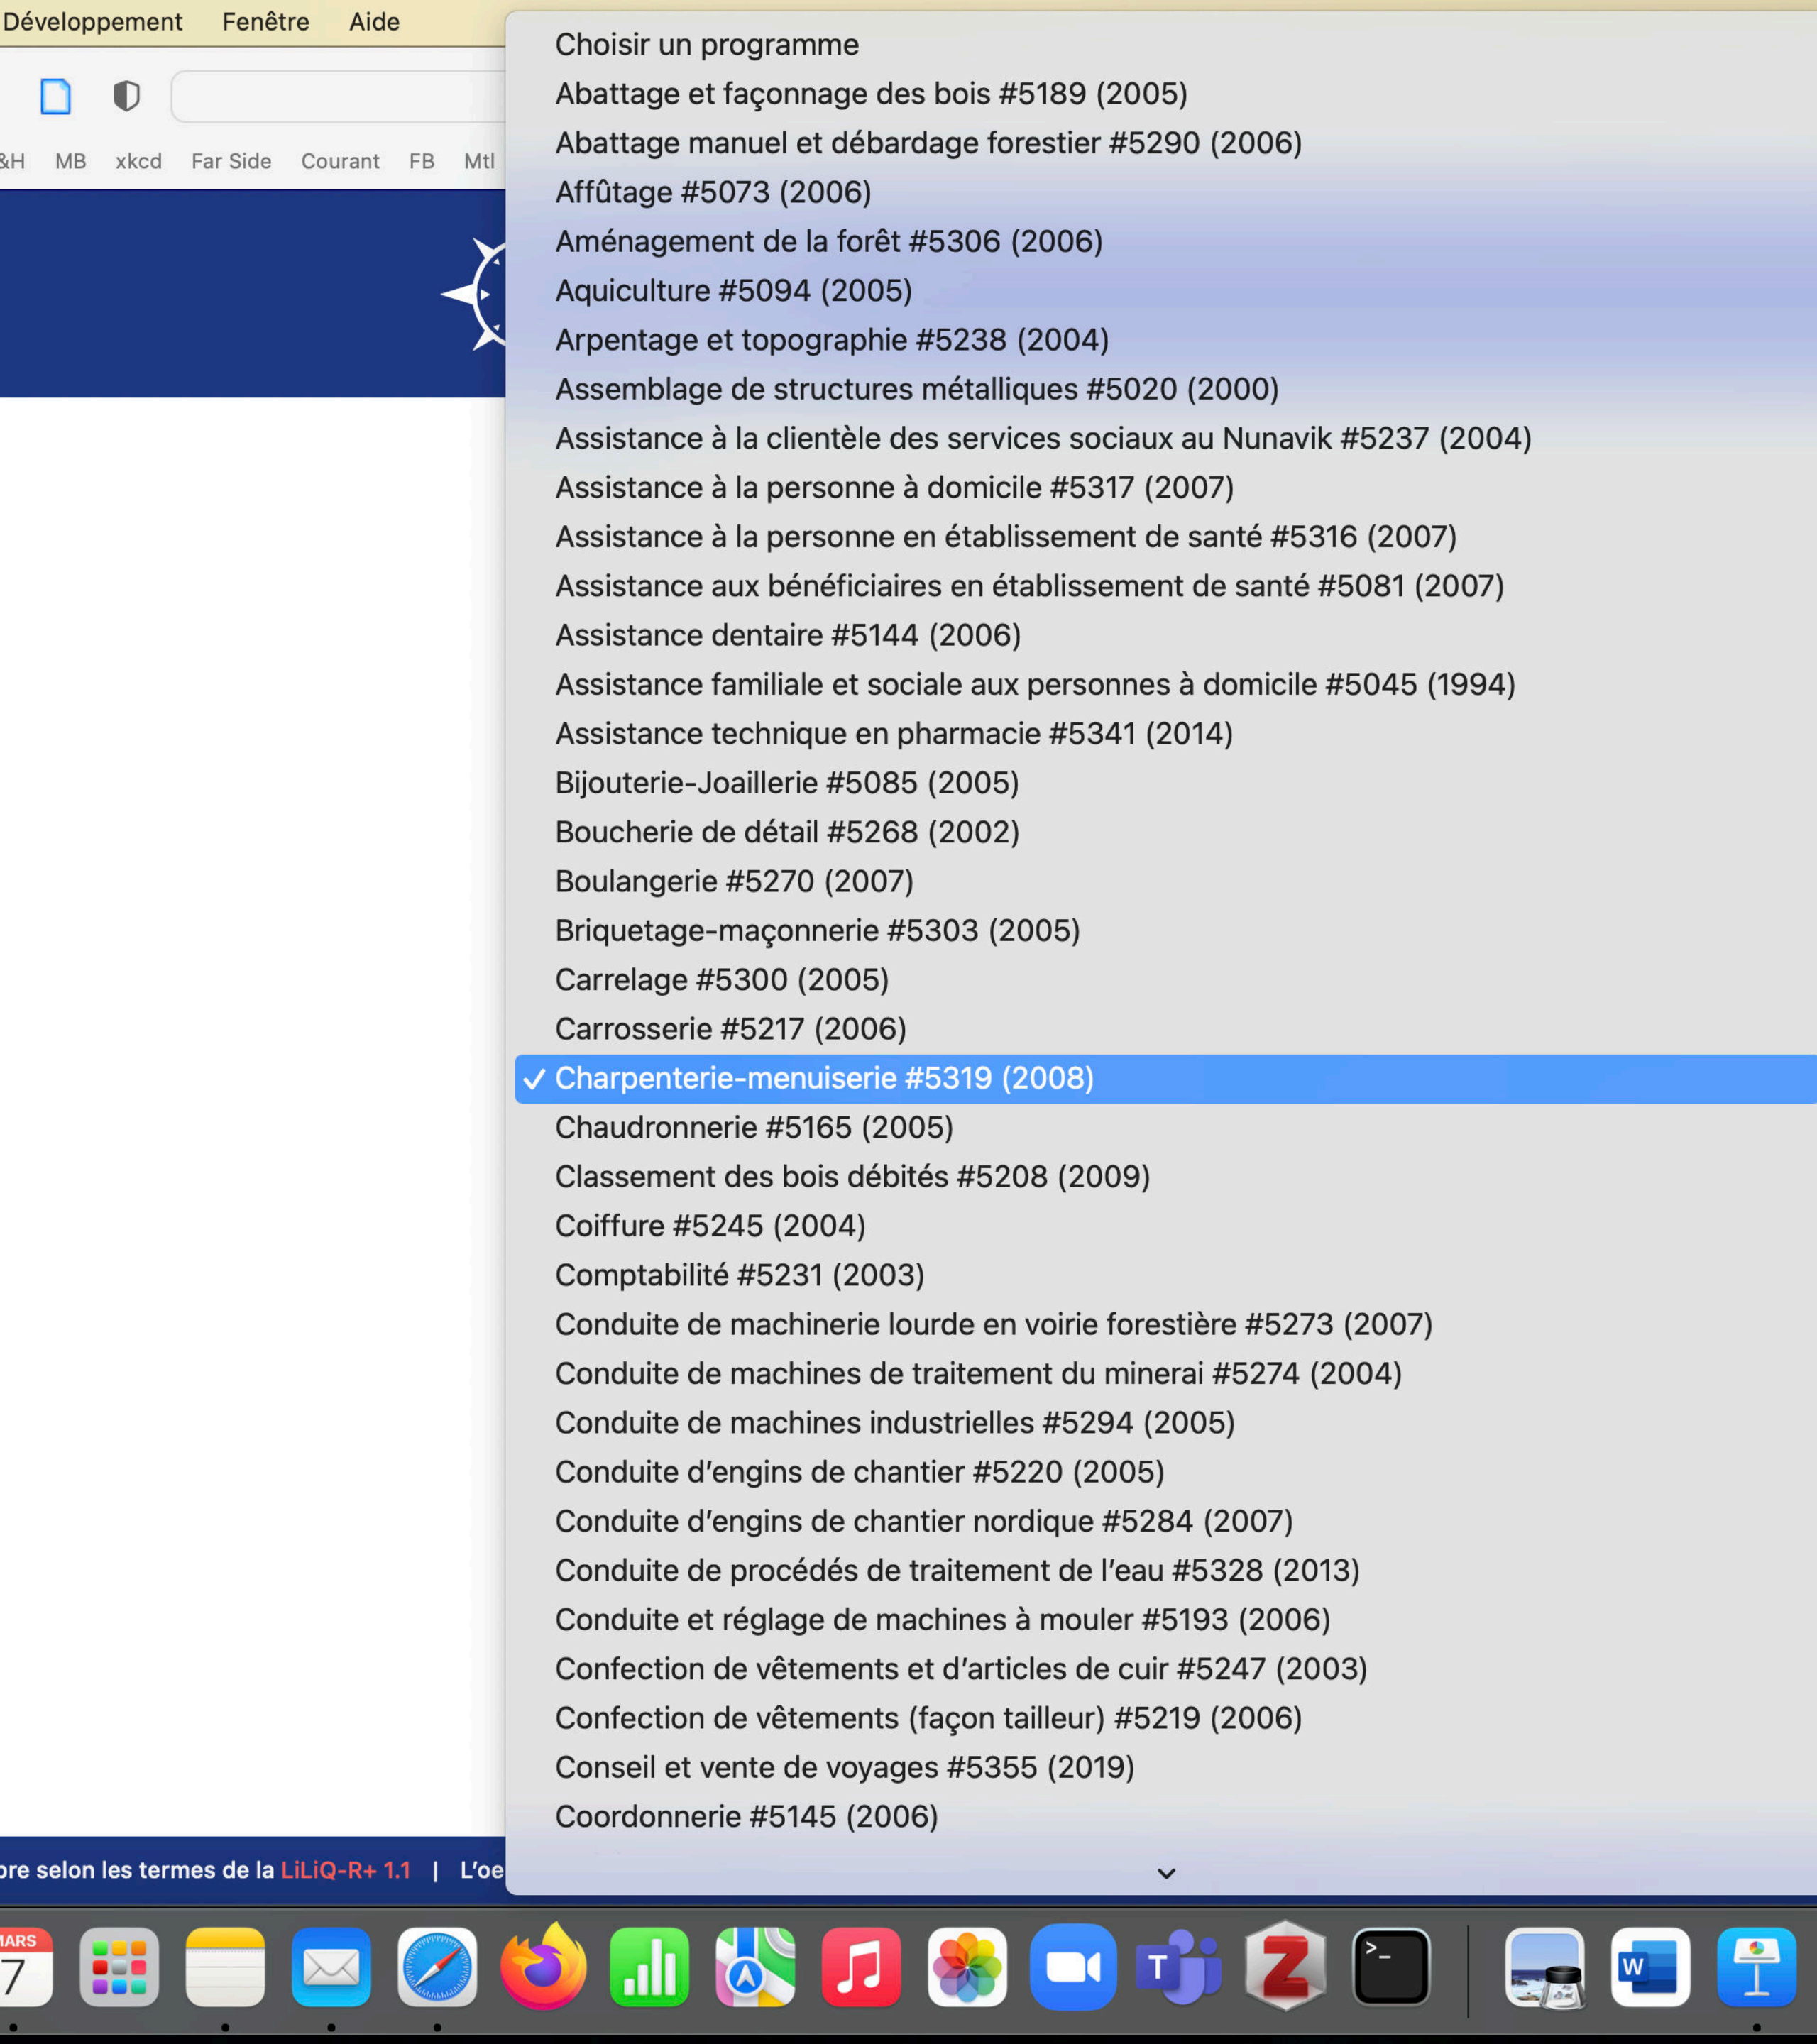 Développement Fenêtre Aide
&H MB xkcd Far Side Courant FB Mtl
Choisir un programme
Abattage et façonnage des bois #5189 (2005)
Abattage manuel et débardage forestier #5290 (2006)
Affûtage #5073 (2006)
Aménagement de la forêt #5306 (2006)
Aquiculture #5094 (2005)
Arpentage et topographie #5238 (2004)
Assemblage de structures métalliques #5020 (2000)
Assistance à la clientèle des services sociaux au Nunavik #5237 (2004)
Assistance à la personne à domicile #5317 (2007)
Assistance à la personne en établissement de santé #5316 (2007)
Assistance aux bénéficiaires en établissement de santé #5081 (2007)
Assistance dentaire #5144 (2006)
Assistance familiale et sociale aux personnes à domicile #5045 (1994)
Assistance technique en pharmacie #5341 (2014)
Bijouterie-Joaillerie #5085 (2005)
Boucherie de détail #5268 (2002)
Boulangerie #5270 (2007)
Briquetage-maçonnerie #5303 (2005)
Carrelage #5300 (2005)
Carrosserie #5217 (2006)
✓ Charpenterie-menuiserie #5319 (2008)
Chaudronnerie #5165 (2005)
Classement des bois débités #5208 (2009)
Coiffure #5245 (2004)
Comptabilité #5231 (2003)
Conduite de machinerie lourde en voirie forestière #5273 (2007)
Conduite de machines de traitement du minerai #5274 (2004)
Conduite de machines industrielles #5294 (2005)
Conduite d'engins de chantier #5220 (2005)
Conduite d'engins de chantier nordique #5284 (2007)
Conduite de procédés de traitement de l'eau #5328 (2013)
Conduite et réglage de machines à mouler #5193 (2006)
Confection de vêtements et d'articles de cuir #5247 (2003)
Confection de vêtements (façon tailleur) #5219 (2006)
Conseil et vente de voyages #5355 (2019)
Coordonnerie #5145 (2006)
bre selon les termes de la LiLiQ-R+ 1.1 | L'oe
MARS
7
T
Z
>_
W